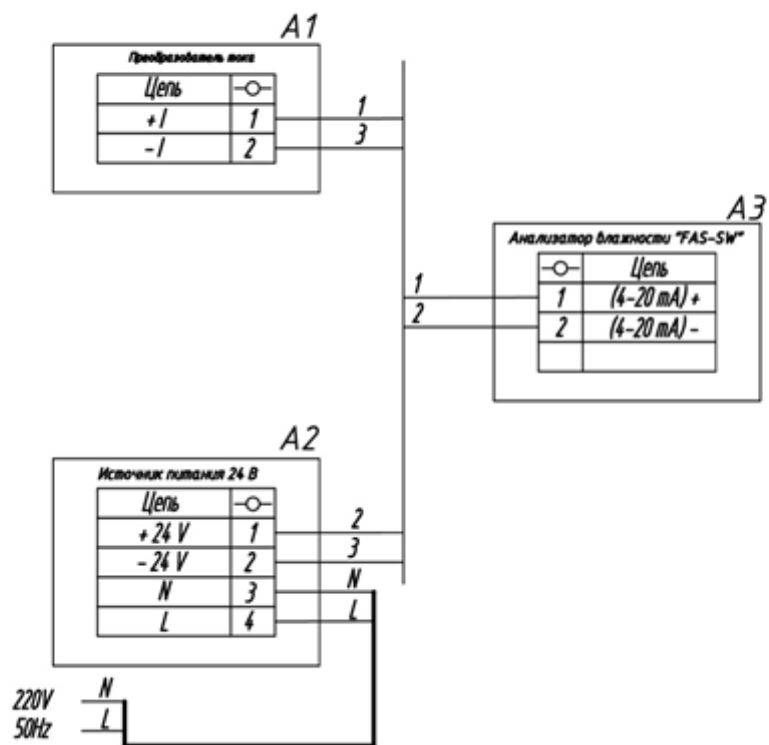 A1
Преобразователь тока
Цепь
+I 1 1
-I 2 3
A3
Анализатор влажности "FAS-SW"
Цепь
1 1 (4-20 mA) +
2 2 (4-20 mA) -
A2
Источник питания 24 В
Цепь
+ 24 V 1 2
- 24 V 2 3
N 3 N
L 4 L
220V N
50Hz L